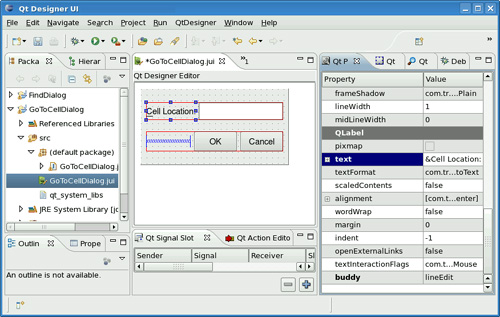 Qt Designer UI
File Edit Navigate Search Project Run QtDesigner Window Help
Packa
Hierar
FindDialog
GoToCellDialog
Referenced Libraries
src
(default package)
GoToCellDialog.j
GoToCellDialog.jui
qt_system_libs
JRE System Library [jc
Outlin
Prope
An outline is not available.
*GoToCellDialog.jui
»1
Qt Designer Editor
Cell Location:
OK
Cancel
Qt Signal Slot
Qt Action Edito
Sender Signal Receiver Sl
Qt P
Qt
Qt
Deb
Property Value
frameShadow com.tr....Plain
lineWidth 1
midLineWidth 0
QLabel
pixmap
text &Cell Location:
textFormat com.tr...toText
scaledContents false
alignment [com.t...enter]
wordWrap false
margin 0
indent -1
openExternalLinks false
textInteractionFlags com.t...Mouse
buddy lineEdit